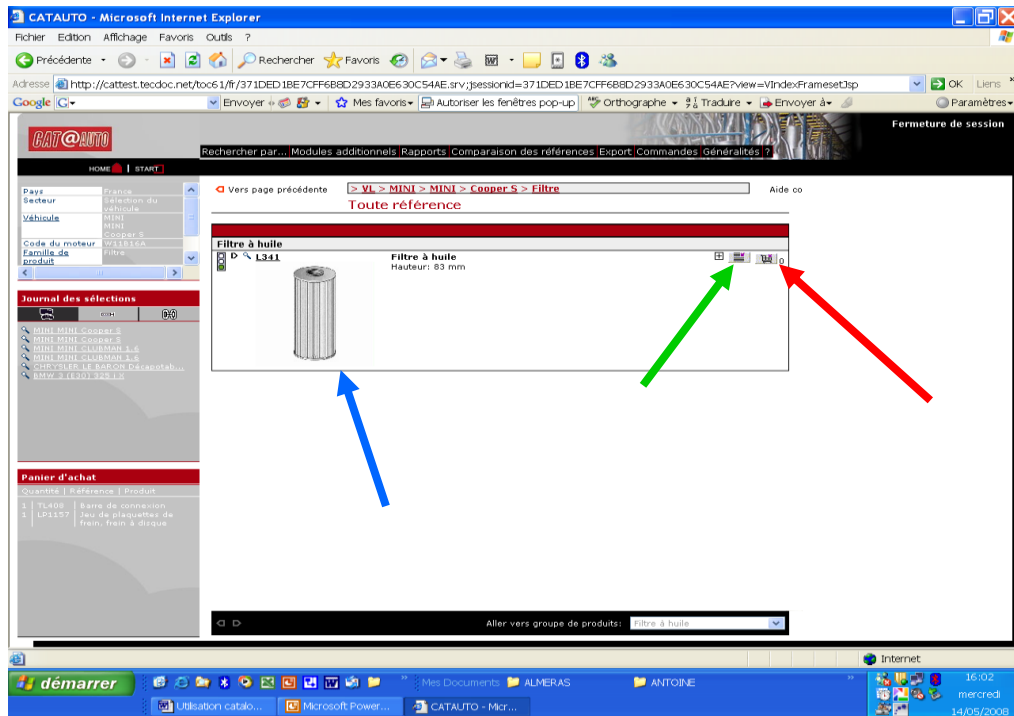 CATAUTO - Microsoft Internet Explorer
Fichier Edition Affichage Favoris Outils ?
Précédente Rechercher Favoris
Adresse http://cattest.tecdoc.net/toc61/fr/371DED1BE7CFF6B8D2933A0E630C54AE.srv;jsessionid=371DED1BE7CFF6B8D2933A0E630C54AE?view=VIndexFramesetJsp OK Liens
Google G Envoyer Mes favoris Autoriser les fenêtres pop-up Orthographe Traduire Envoyer à Paramètres
CAT@AUTO
Fermeture de session
Rechercher par... Modules additionnels Rapports Comparaison des références Export Commandes Généralités ?
HOME | START
Pays France
Secteur Sélection du véhicule
Véhicule MINI
MINI
Cooper S
Code du moteur W11B16A
Famille de produit Filtre
Vers page précédente
> VL > MINI > MINI > Cooper S > Filtre
Aide co
Toute référence
Filtre à huile
D L341
Filtre à huile
Hauteur: 83 mm
0
Journal des sélections
MINI MINI Cooper S
MINI MINI Cooper S
MINI MINI CLUBMAN 1.6
MINI MINI CLUBMAN 1.6
CHRYSLER LE BARON Décapotab...
BMW 3 (E30) 325 i X
Panier d'achat
Quantité | Référence | Produit
1 | TL409 | Barre de connexion
1 | LP1157 | Jeu de plaquettes de
frein, frein à disque
Aller vers groupe de produits: Filtre à huile
Internet
démarrer
Mes Documents ALMERAS ANTOINE
16:02
mercredi
14/05/2008
Utilisation catalo... Microsoft Power... CATAUTO - Micr...